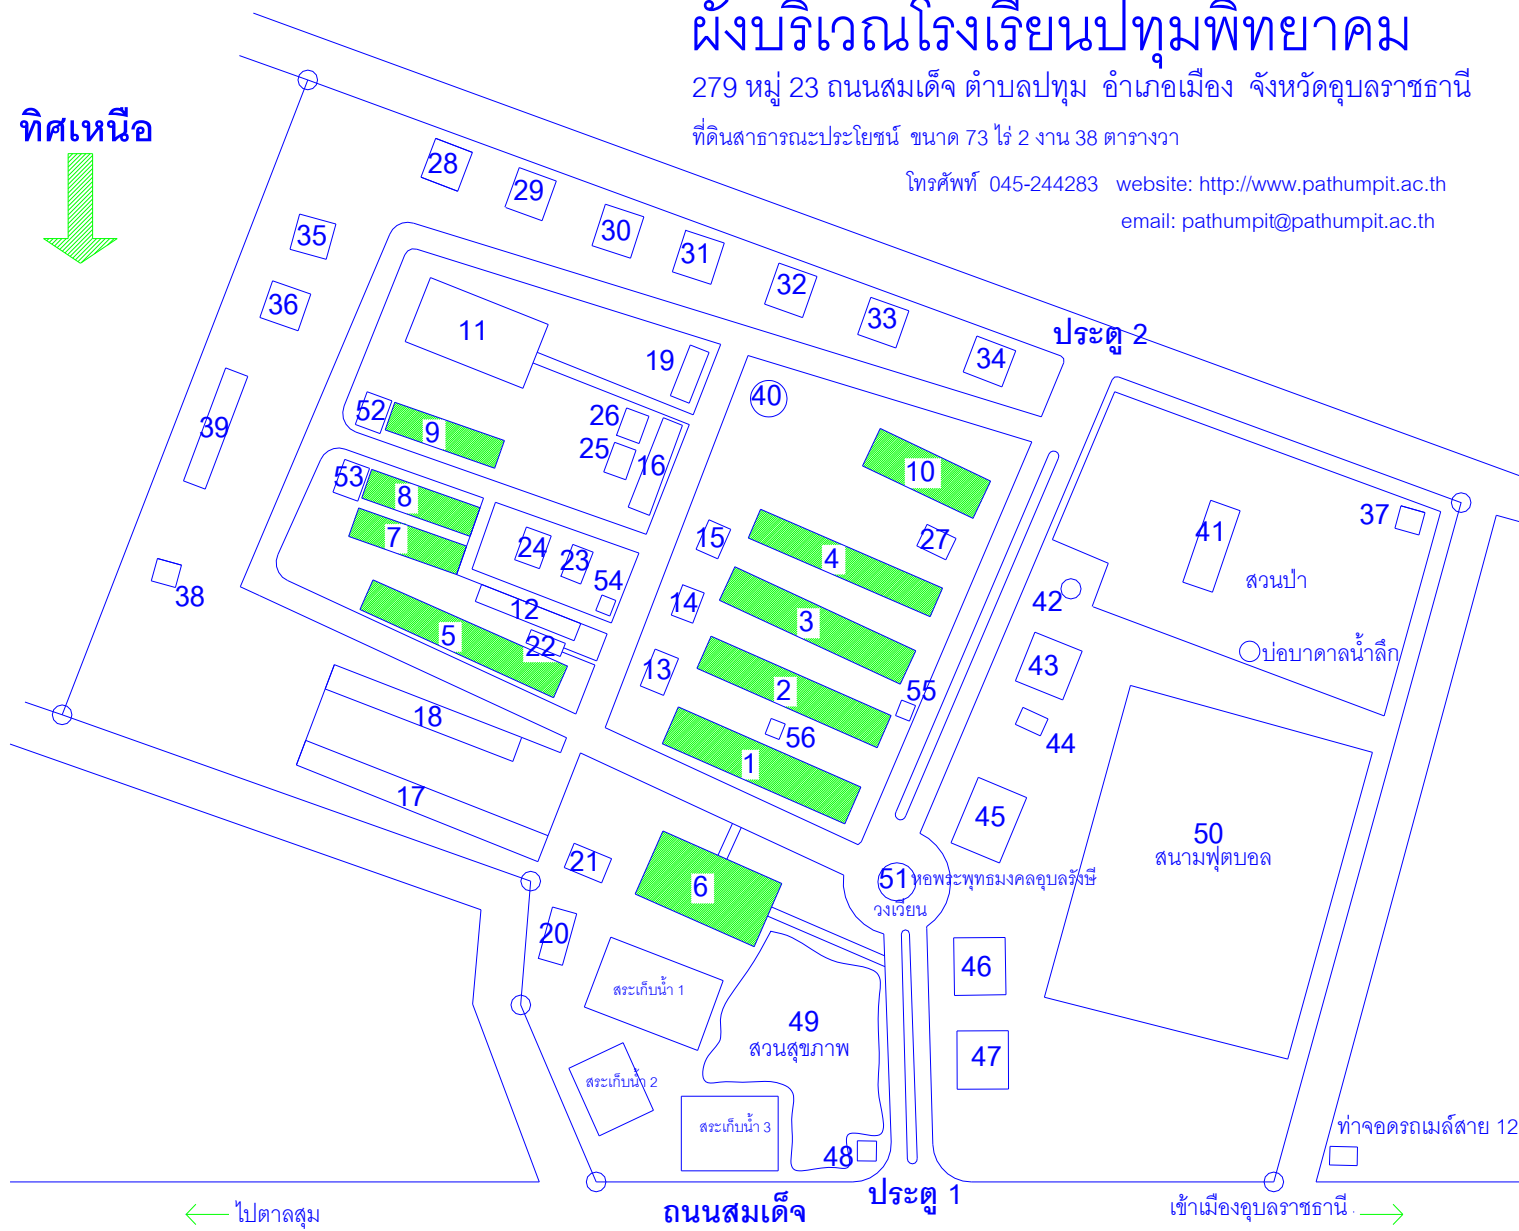 ผังบริเวณโรงเรียนปทุมพิทยาคม
279 หมู่ 23 ถนนสมเด็จ ตำบลปทุม อำเภอเมือง จังหวัดอุบลราชธานี
ที่ดินสาธารณะประโยชน์ ขนาด 73 ไร่ 2 งาน 38 ตารางวา
โทรศัพท์ 045-244283 website: http://www.pathumpit.ac.th
email: pathumpit@pathumpit.ac.th
ทิศเหนือ
28
29
30
31
32
33
34
ประตู 2
35
36
11
19
40
39
52
9
26
25
16
10
37
53
8
7
15
4
27
41
สวนป่า
24
23
54
38
12
14
3
42
5
22
13
2
55
43
บ่อบาดาลน้ำลึก
18
56
44
1
17
45
50
สนามฟุตบอล
21
6
51
หอพระพุทธมงคลอุบลรังษี
วงเวียน
20
46
สระเก็บน้ำ 1
49
สวนสุขภาพ
47
สระเก็บน้ำ 2
สระเก็บน้ำ 3
48
ท่าจอดรถเมล์สาย 12
ไปตาลสุม
ถนนสมเด็จ
ประตู 1
เข้าเมืองอุบลราชธานี